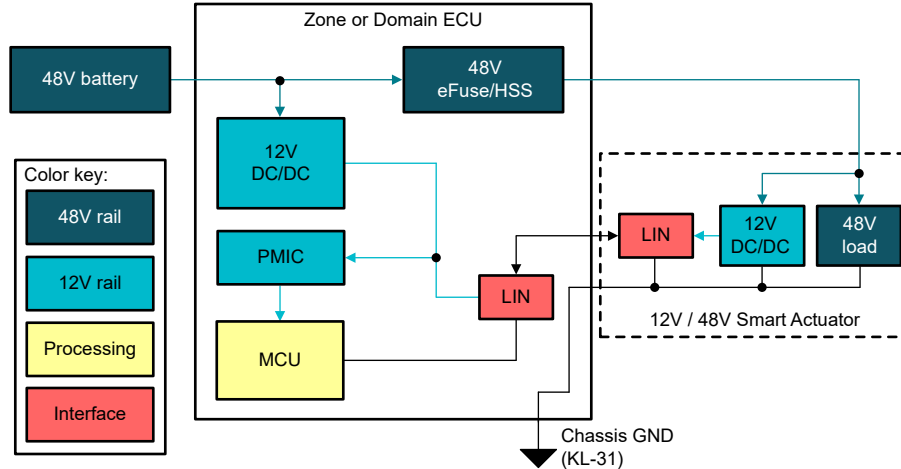 Zone or Domain ECU
48V battery
48V
eFuse/HSS
12V
DC/DC
Color key:
48V rail
12V rail
Processing
Interface
PMIC
MCU
LIN
LIN
12V
DC/DC
48V
load
12V / 48V Smart Actuator
Chassis GND
(KL-31)